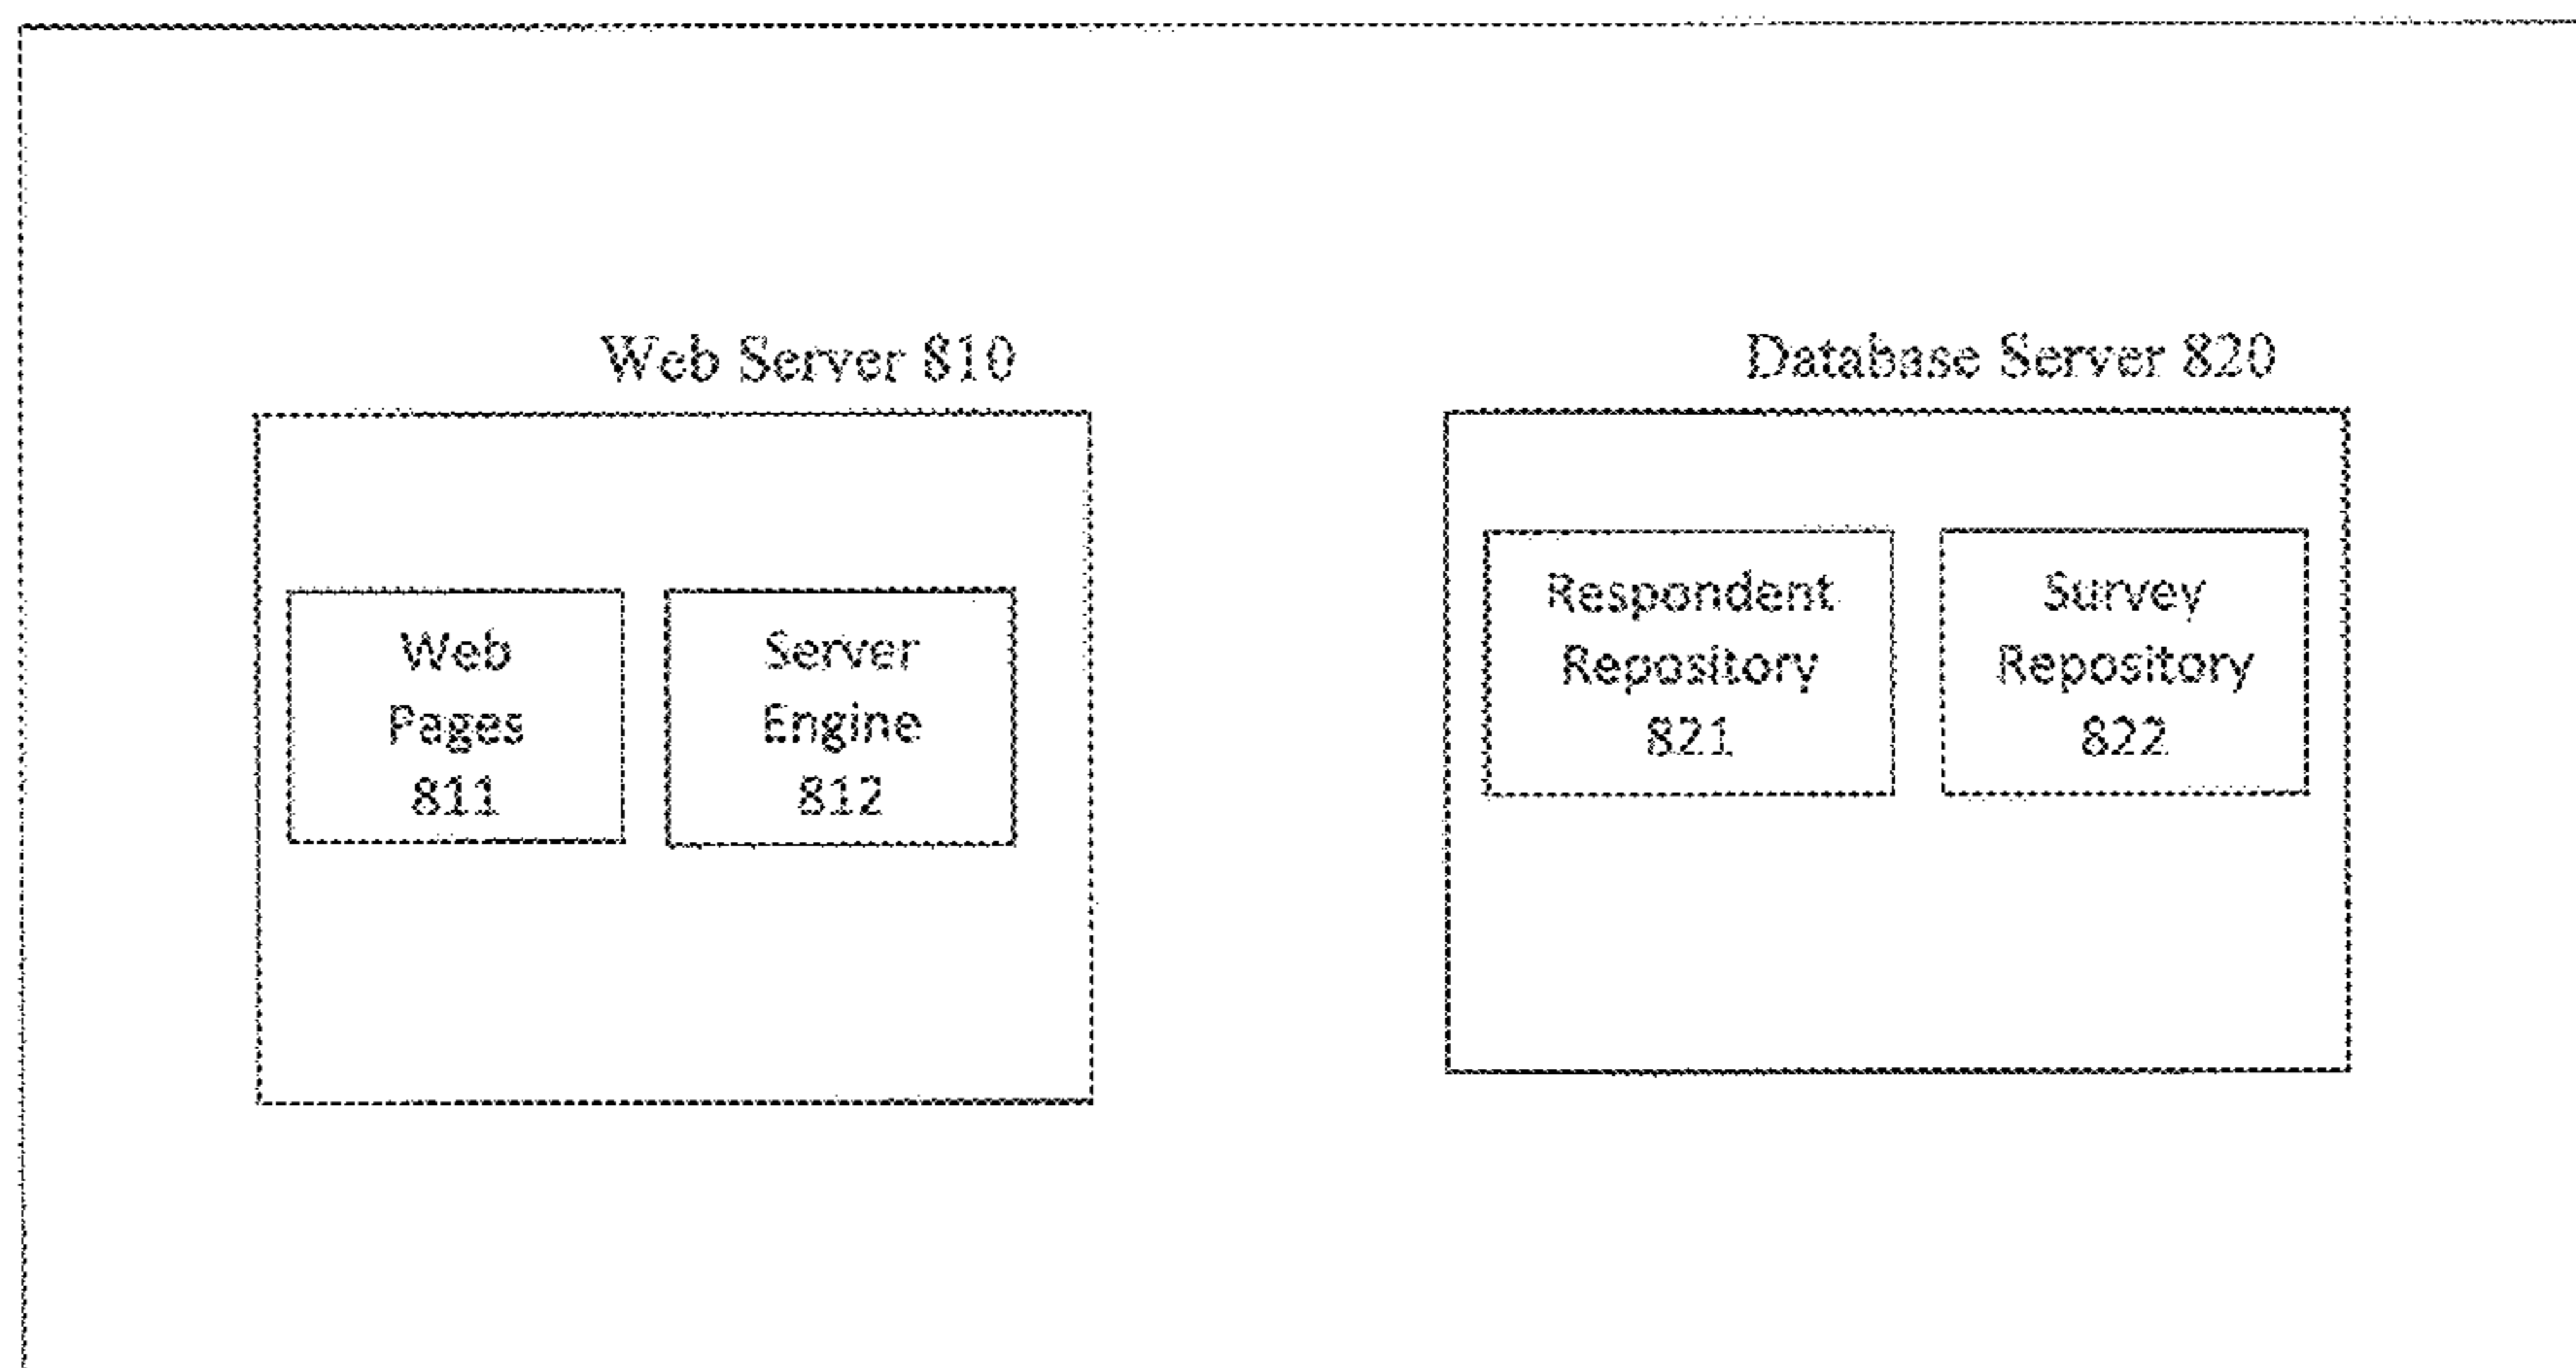 Web Server 810
Web
Pages
811
Server
Engine
812
Database Server 820
Respondent
Repository
821
Survey
Repository
822